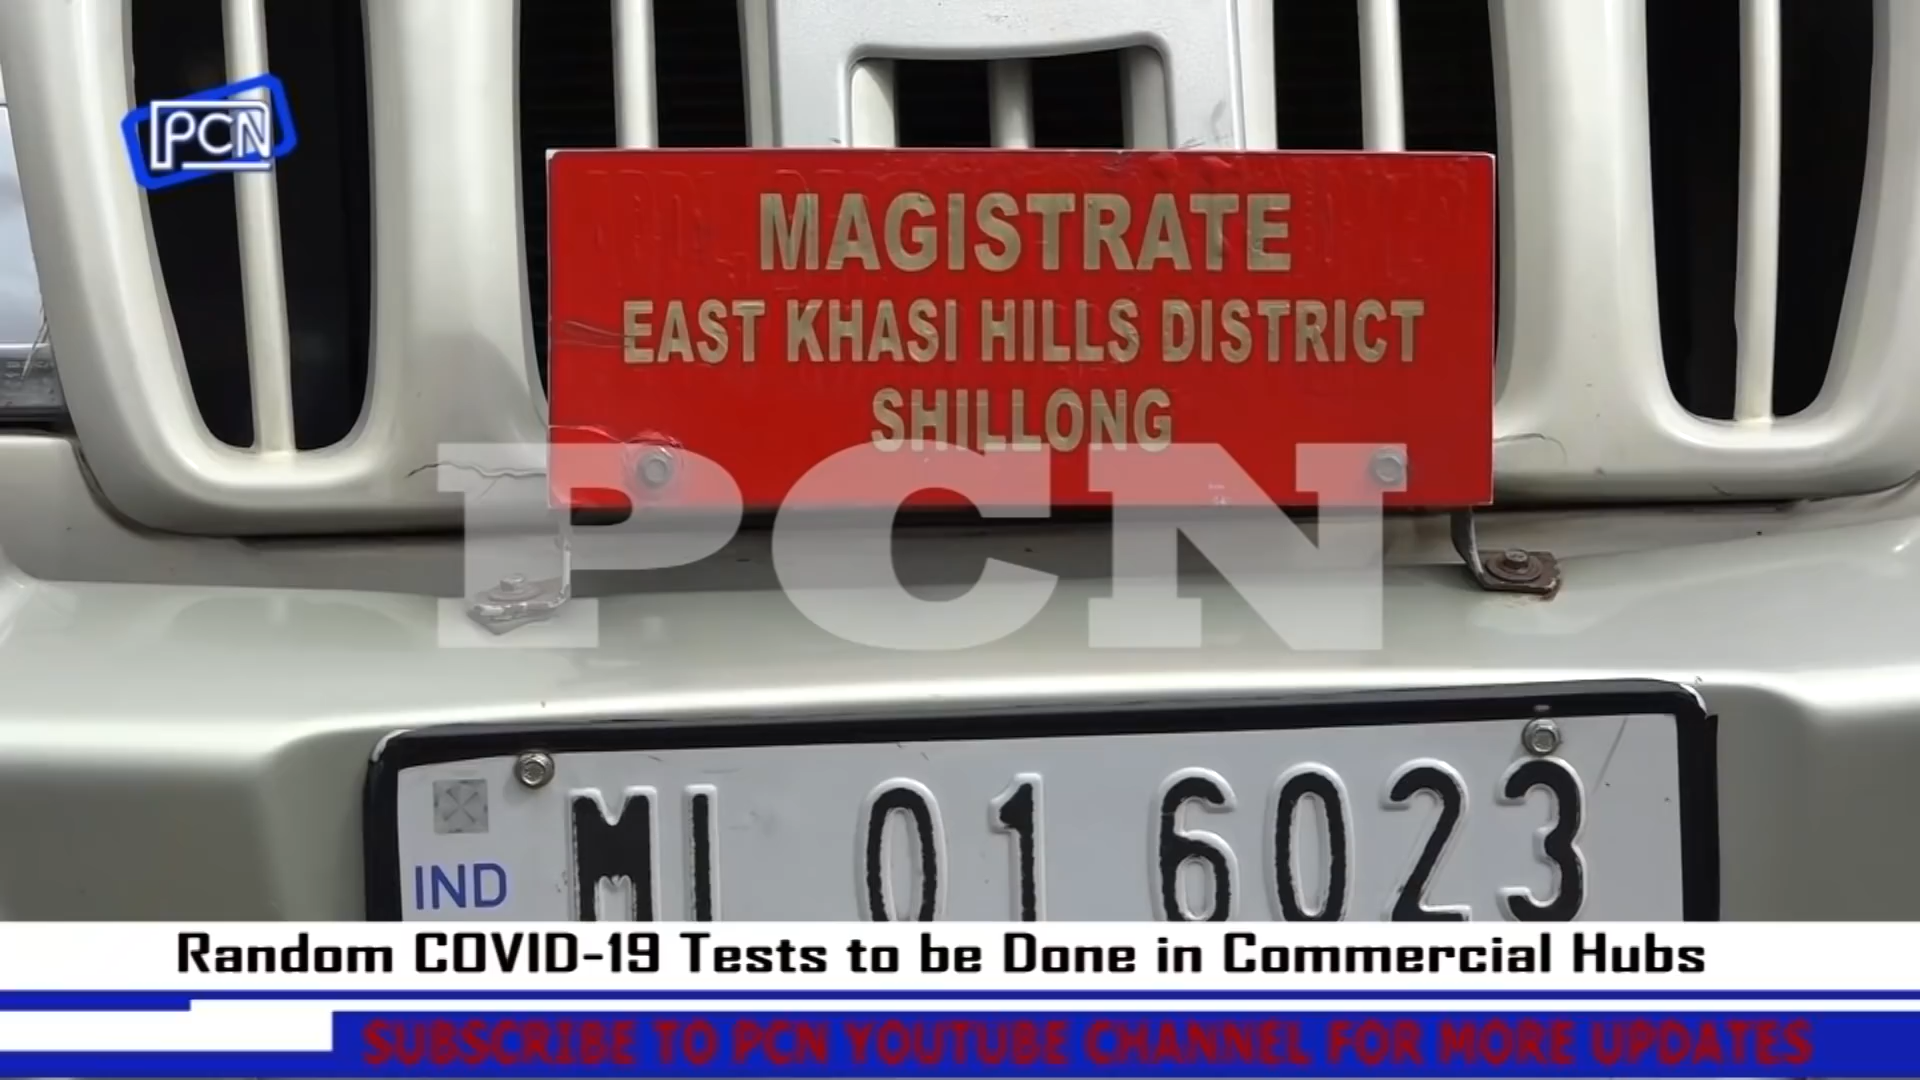 PCN
MAGISTRATE
EAST KHASI HILLS DISTRICT
SHILLONG
PCN
IND
ML 01 6023
Random COVID-19 Tests to be Done in Commercial Hubs
SUBSCRIBE TO PCN YOUTUBE CHANNEL FOR MORE UPDATES